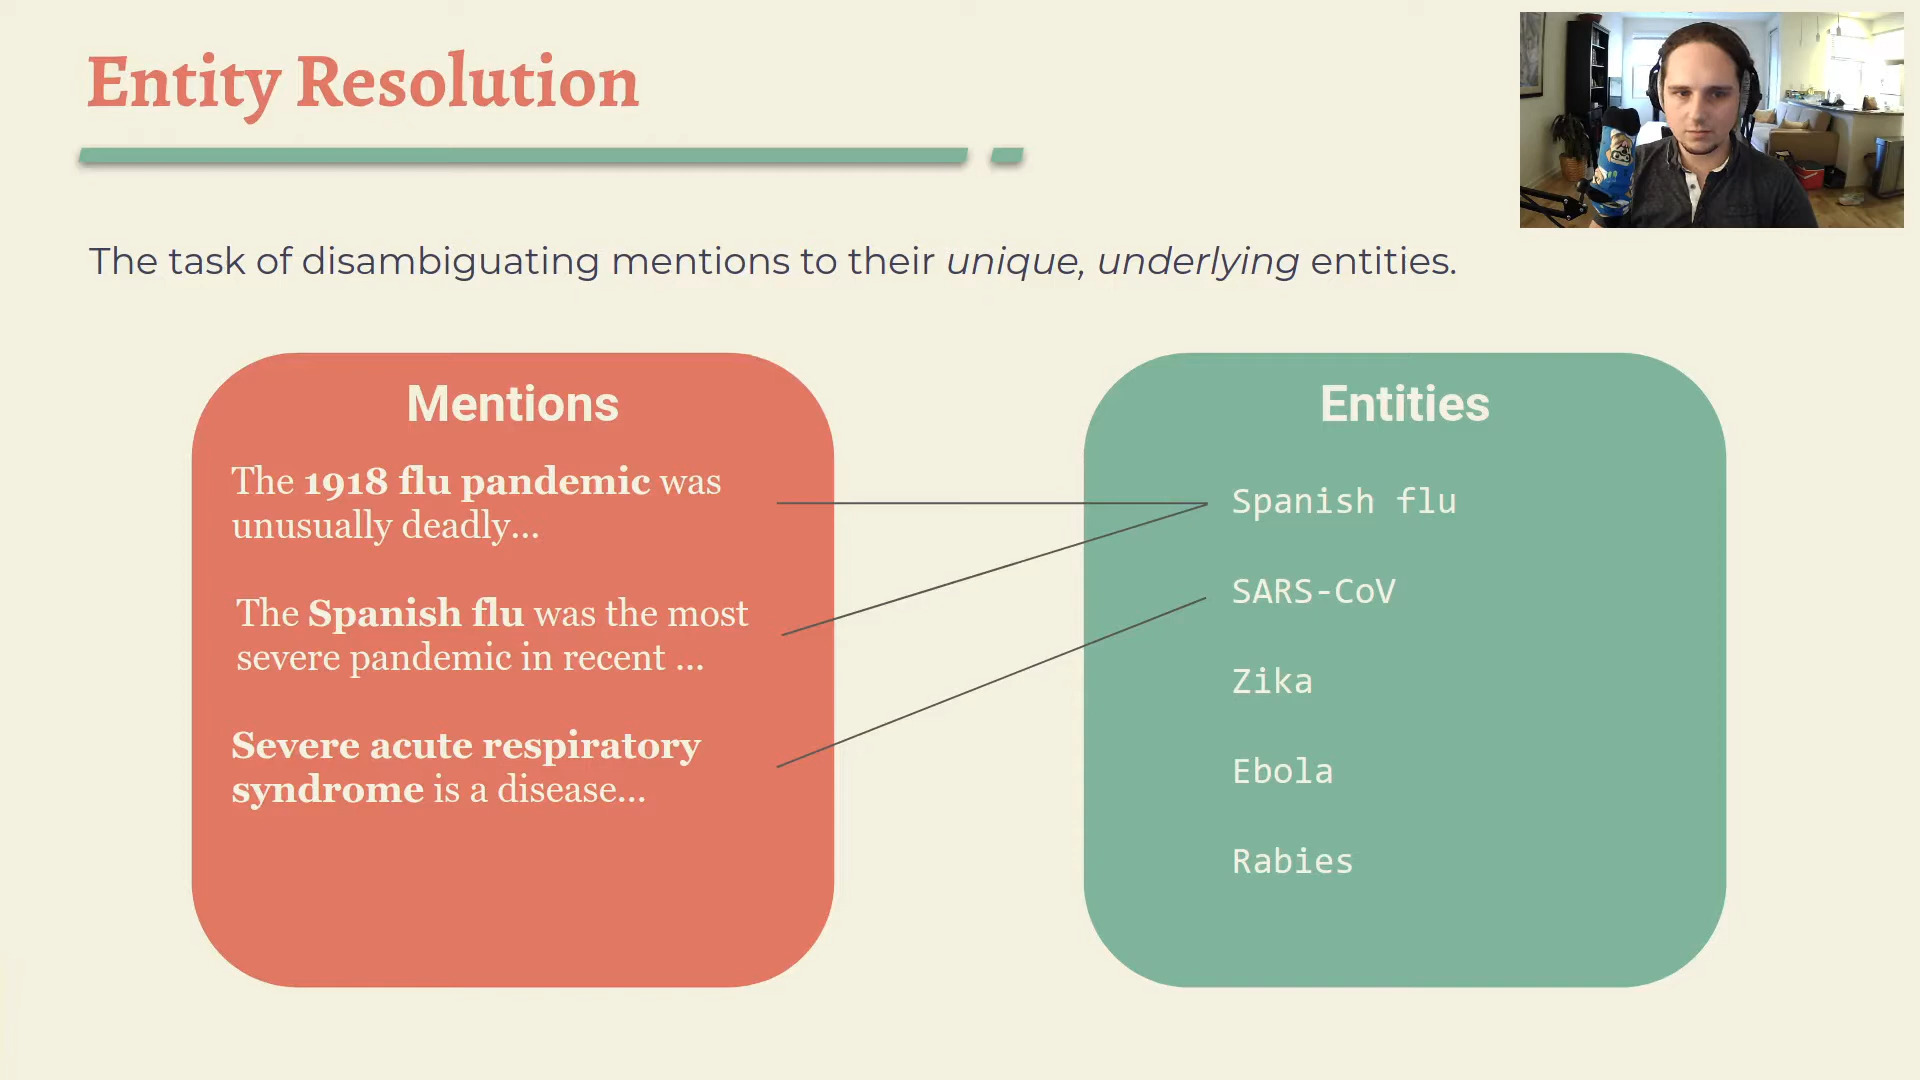 Entity Resolution
The task of disambiguating mentions to their unique, underlying entities.
Mentions
The 1918 flu pandemic was
unusually deadly...
The Spanish flu was the most
severe pandemic in recent ...
Severe acute respiratory
syndrome is a disease...
Entities
Spanish flu
SARS-CoV
Zika
Ebola
Rabies